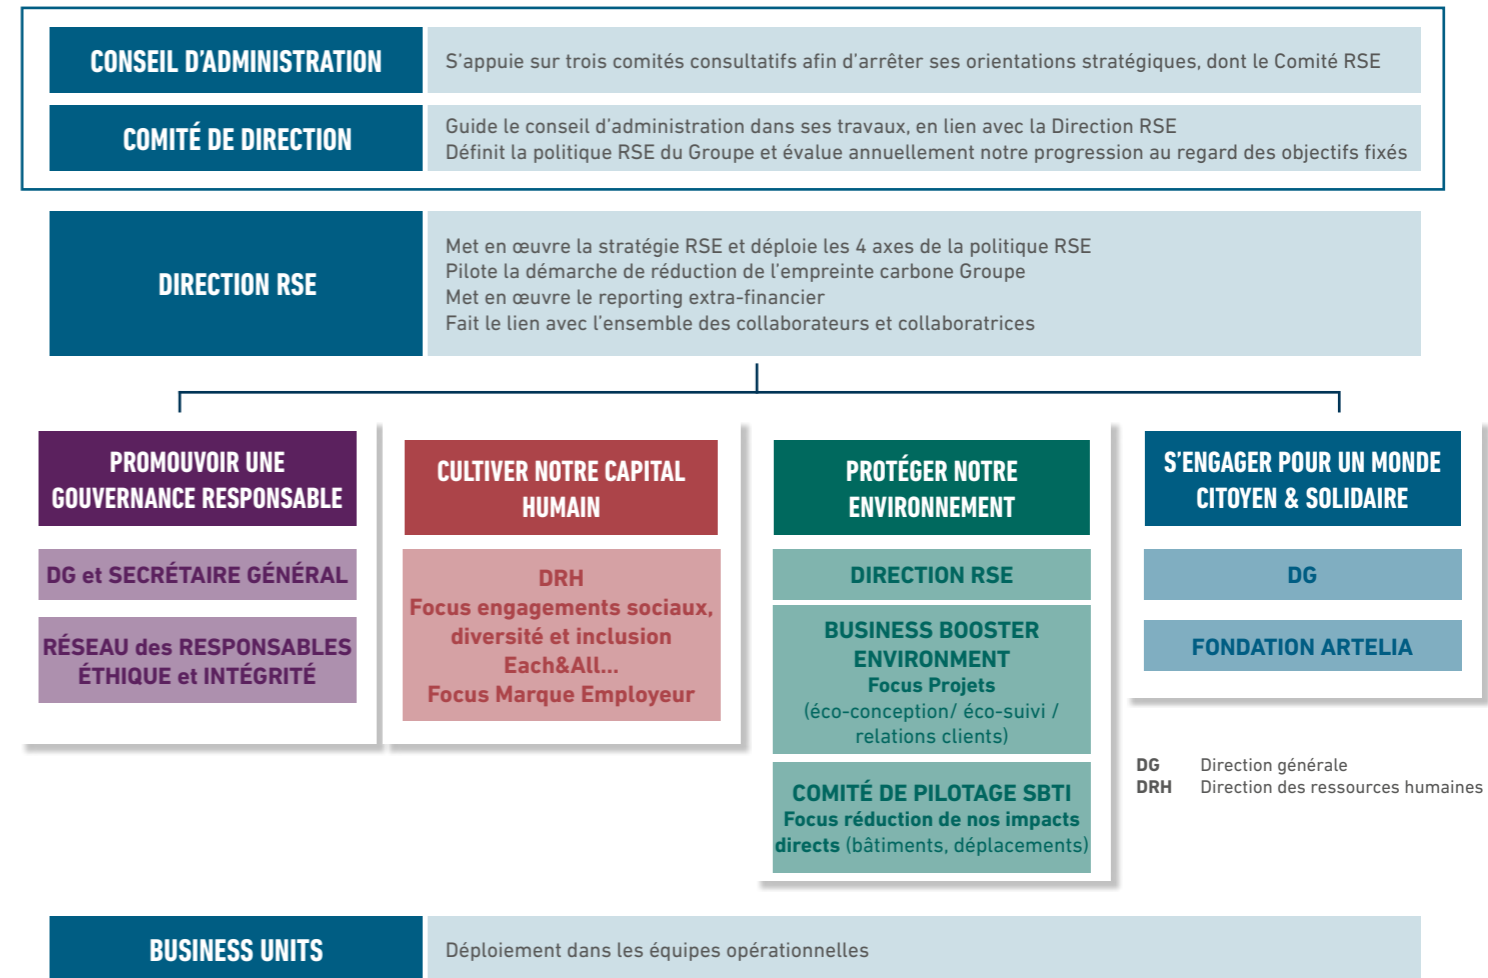 CONSEIL D'ADMINISTRATION
S'appuie sur trois comités consultatifs afin d'arrêter ses orientations stratégiques, dont le Comité RSE
COMITÉ DE DIRECTION
Guide le conseil d'administration dans ses travaux, en lien avec la Direction RSE
Définit la politique RSE du Groupe et évalue annuellement notre progression au regard des objectifs fixés
DIRECTION RSE
Met en œuvre la stratégie RSE et déploie les 4 axes de la politique RSE
Pilote la démarche de réduction de l'empreinte carbone Groupe
Met en œuvre le reporting extra-financier
Fait le lien avec l'ensemble des collaborateurs et collaboratrices
PROMOUVOIR UNE
GOUVERNANCE RESPONSABLE
DG et SECRÉTAIRE GÉNÉRAL
RÉSEAU des RESPONSABLES
ÉTHIQUE et INTÉGRITÉ
CULTIVER NOTRE CAPITAL
HUMAIN
DRH
Focus engagements sociaux,
diversité et inclusion
Each&All...
Focus Marque Employeur
PROTÉGER NOTRE
ENVIRONNEMENT
DIRECTION RSE
BUSINESS BOOSTER
ENVIRONMENT
Focus Projets
(éco-conception/ éco-suivi /
relations clients)
COMITÉ DE PILOTAGE SBTI
Focus réduction de nos impacts
directs (bâtiments, déplacements)
S'ENGAGER POUR UN MONDE
CITOYEN & SOLIDAIRE
DG
FONDATION ARTELIA
DG Direction générale
DRH Direction des ressources humaines
BUSINESS UNITS
Déploiement dans les équipes opérationnelles